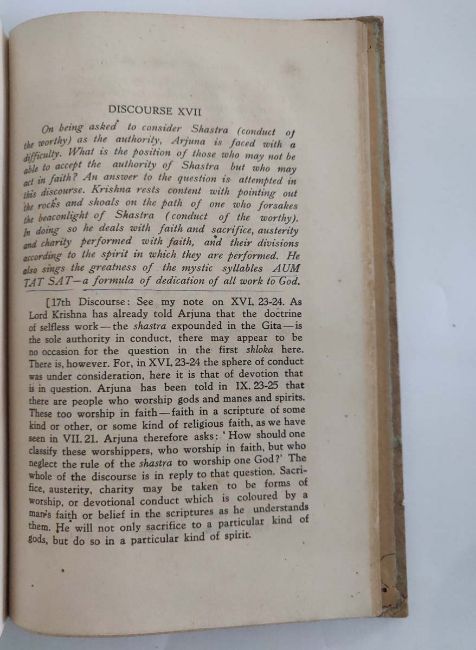 DISCOURSE XVII
On being asked to consider Shastra (conduct of
the worthy) as the authority, Arjuna is faced with a
difficulty. What is the position of those who may not be
able to accept the authority of Shastra but who may
act in faith? An answer to the question is attempted in
this discourse. Krishna rests content with pointing out
the rocks and shoals on the path of one who forsakes
the beaconlight of Shastra (conduct of the worthy).
In doing so he deals with faith and sacrifice, austerity
and charity performed with faith, and their divisions
according to the spirit in which they are performed. He
also sings the greatness of the mystic syllables AUM
TAT SAT—a formula of dedication of all work to God.
[17th Discourse: See my note on XVI, 23-24. As
Lord Krishna has already told Arjuna that the doctrine
of selfless work—the shastra expounded in the Gita—is
the sole authority in conduct, there may appear to be
no occasion for the question in the first shloka here.
There is, however. For, in XVI, 23-24 the sphere of conduct
was under consideration, here it is that of devotion that
is in question. Arjuna has been told in IX. 23-25 that
there are people who worship gods and manes and spirits.
These too worship in faith—faith in a scripture of some
kind or other, or some kind of religious faith, as we have
seen in VII. 21. Arjuna therefore asks: 'How should one
classify these worshippers, who worship in faith, but who
neglect the rule of the shastra to worship one God?' The
whole of the discourse is in reply to that question. Sacri-
fice, austerity, charity may be taken to be forms of
worship, or devotional conduct which is coloured by a
man's faith or belief in the scriptures as he understands
them. He will not only sacrifice to a particular kind of
gods, but do so in a particular kind of spirit.